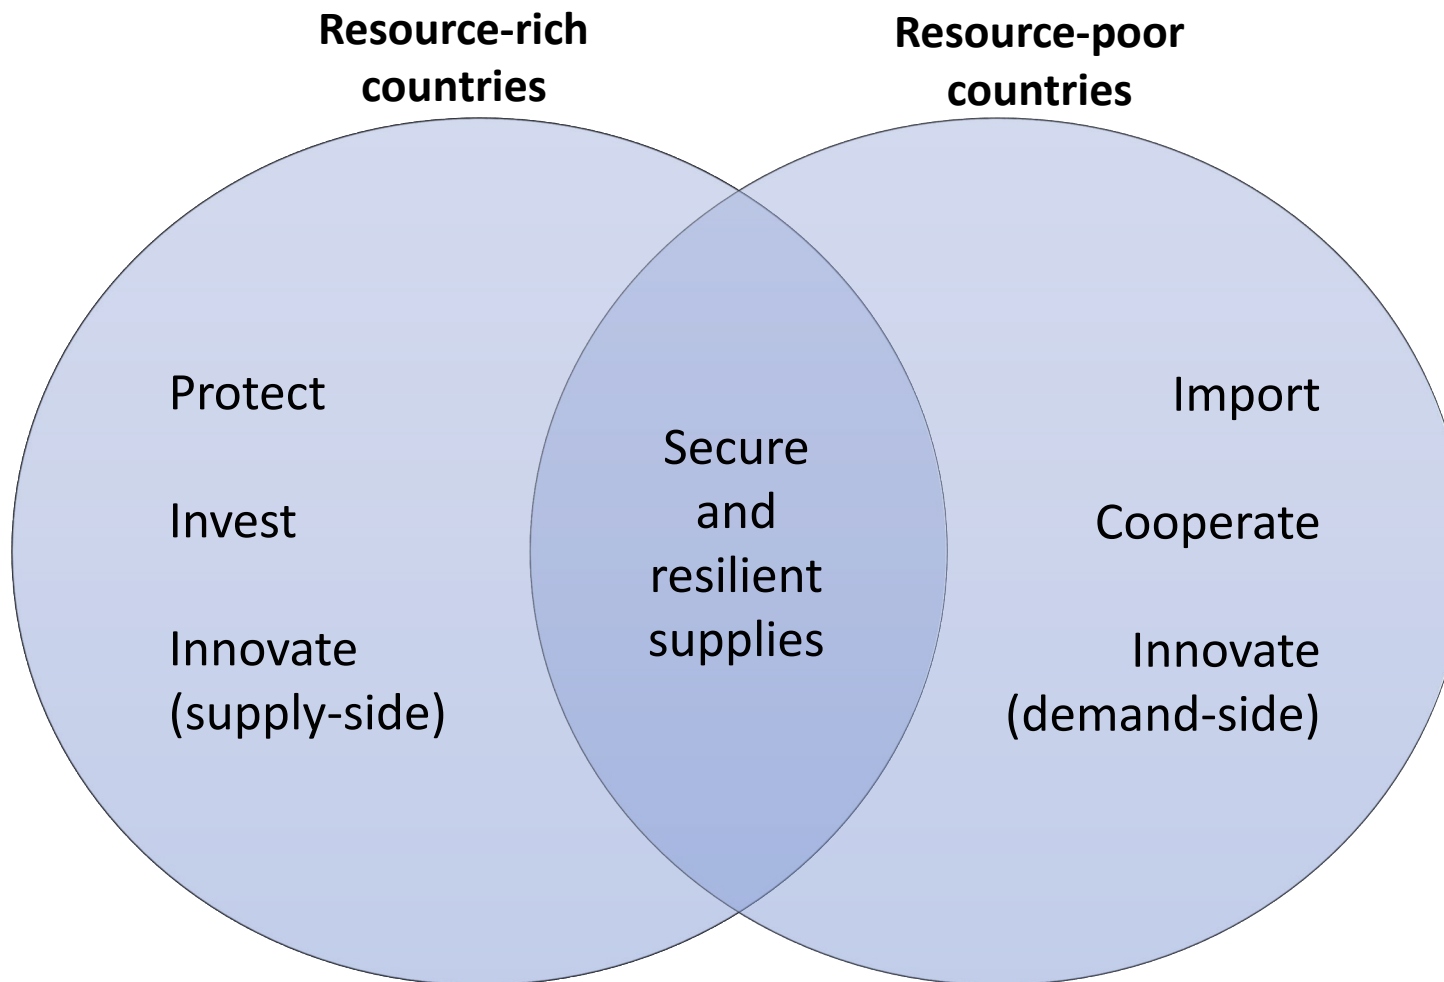 Resource-rich
countries
Resource-poor
countries
Protect
Invest
Innovate
(supply-side)
Secure
and
resilient
supplies
Import
Cooperate
Innovate
(demand-side)